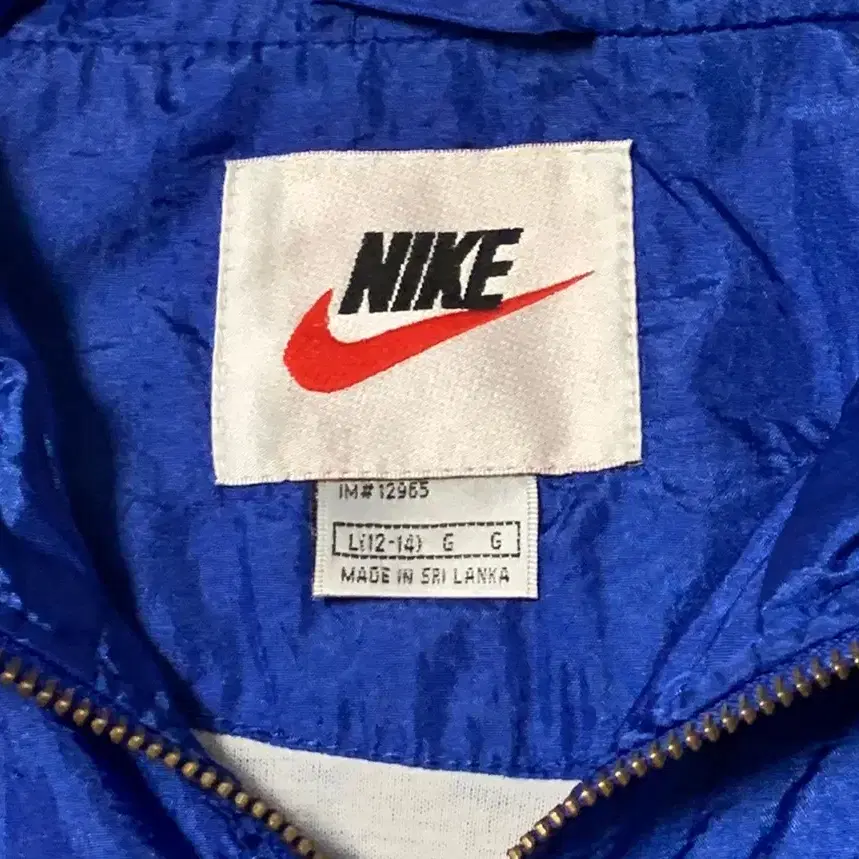 NIKE
IM# 12965
L(12-14) G G
MADE IN SRI LANKA